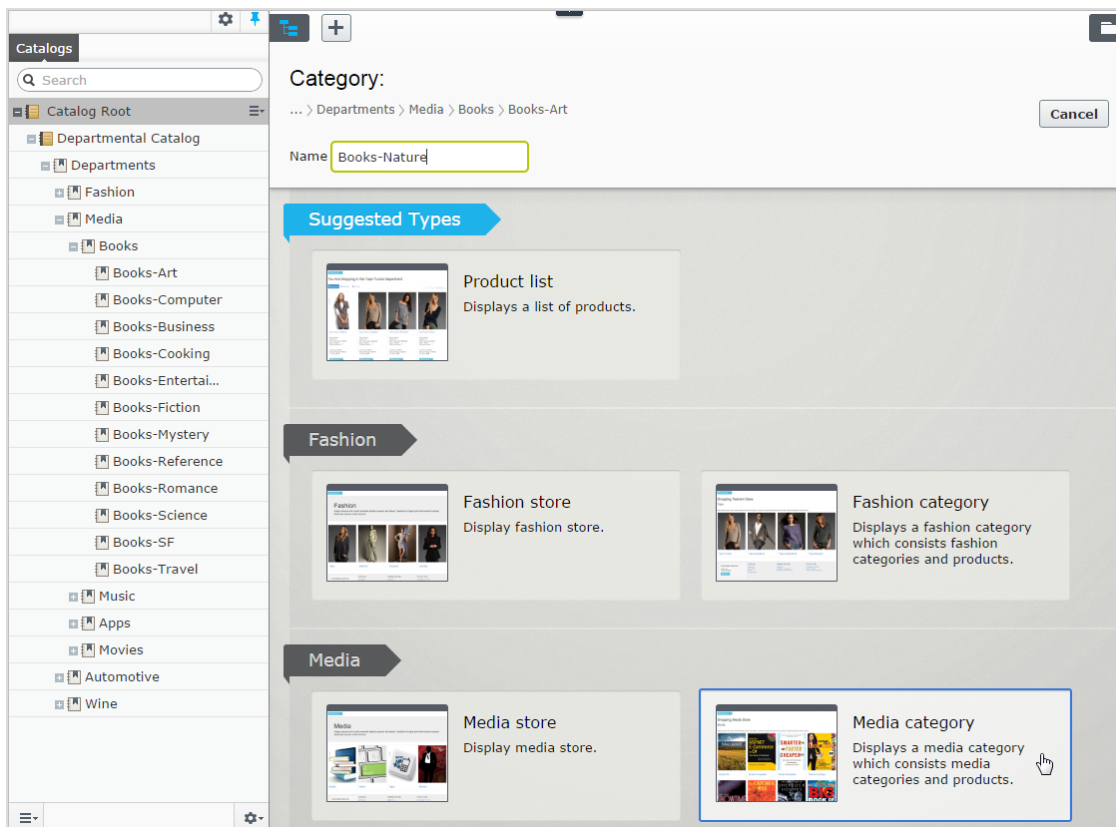 Catalogs
Search
Catalog Root
Departmental Catalog
Departments
Fashion
Media
Books
Books-Art
Books-Computer
Books-Business
Books-Cooking
Books-Entertai...
Books-Fiction
Books-Mystery
Books-Reference
Books-Romance
Books-Science
Books-SF
Books-Travel
Music
Apps
Movies
Automotive
Wine
Category:
... 〉Departments 〉Media 〉Books 〉Books-Art
Cancel
Name Books-Nature
Suggested Types
Product list
Displays a list of products.
Fashion
Fashion
Fashion store
Display fashion store.
Fashion category
Displays a fashion category
which consists fashion
categories and products.
Media
Media
Media store
Display media store.
Media category
Displays a media category
which consists media
categories and products.